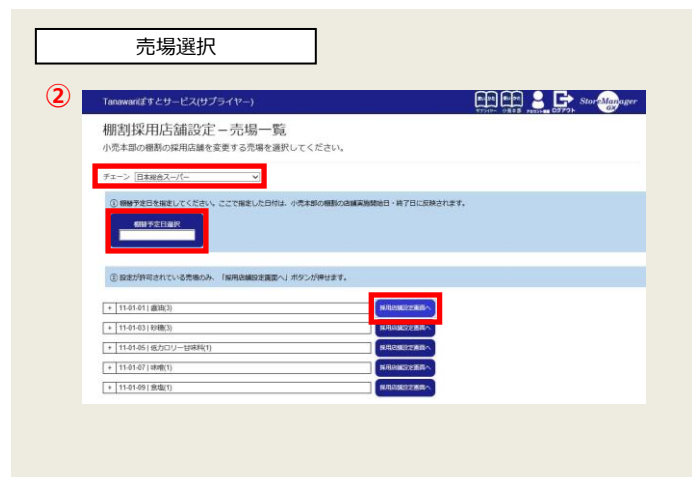 売場選択
②
Tanawariぽすとサービス(サプライヤー)
StoreManager
GX
棚割採用店舗設定－売場一覧
小売本部の棚割の採用店舗を変更する売場を選択してください。
チェーン 日本総合スーパー
① 棚替予定日を指定してください。ここで指定した日付は、小売本部の棚割の店舗実施開始日・終了日に反映されます。
棚替予定日選択
② 設定が許可されている売場のみ、「採用店舗設定画面へ」ボタンが押せます。
+ 11-01-01 | 醤油(3) 採用店舗設定画面へ
+ 11-01-03 | 砂糖(3) 採用店舗設定画面へ
+ 11-01-05 | 低カロリー甘味料(1) 採用店舗設定画面へ
+ 11-01-07 | 味噌(1) 採用店舗設定画面へ
+ 11-01-09 | 食塩(1) 採用店舗設定画面へ